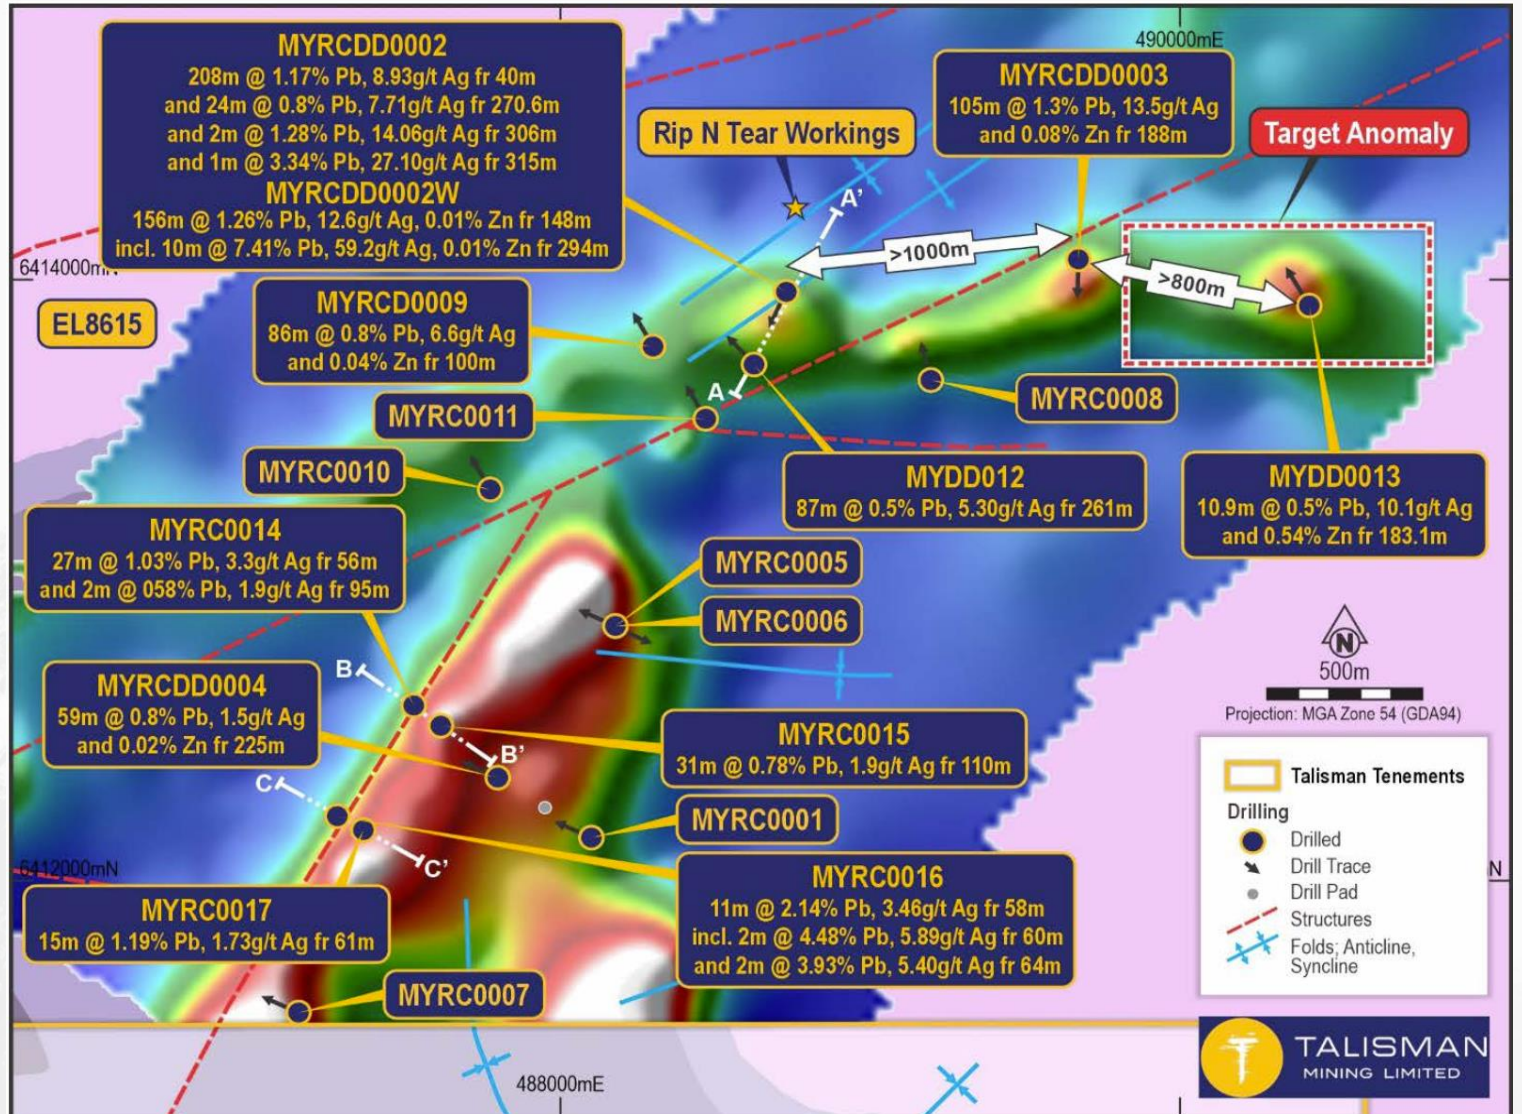 MYRCDD0002
208m @ 1.17% Pb, 8.93g/t Ag fr 40m
and 24m @ 0.8% Pb, 7.71g/t Ag fr 270.6m
and 2m @ 1.28% Pb, 14.06g/t Ag fr 306m
and 1m @ 3.34% Pb, 27.10g/t Ag fr 315m
MYRCDD0002W
156m @ 1.26% Pb, 12.6g/t Ag, 0.01% Zn fr 148m
incl. 10m @ 7.41% Pb, 59.2g/t Ag, 0.01% Zn fr 294m
490000mE
MYRCDD0003
105m @ 1.3% Pb, 13.5g/t Ag
and 0.08% Zn fr 188m
Rip N Tear Workings
Target Anomaly
A'
>1000m
>800m
6414000mN
EL8615
MYRCD0009
86m @ 0.8% Pb, 6.6g/t Ag
and 0.04% Zn fr 100m
A
MYRC0008
MYRC0011
MYRC0010
MYDD012
87m @ 0.5% Pb, 5.30g/t Ag fr 261m
MYDD0013
10.9m @ 0.5% Pb, 10.1g/t Ag
and 0.54% Zn fr 183.1m
MYRC0014
27m @ 1.03% Pb, 3.3g/t Ag fr 56m
and 2m @ 058% Pb, 1.9g/t Ag fr 95m
MYRC0005
MYRC0006
N
500m
Projection: MGA Zone 54 (GDA94)
B
MYRCDD0004
59m @ 0.8% Pb, 1.5g/t Ag
and 0.02% Zn fr 225m
B'
MYRC0015
31m @ 0.78% Pb, 1.9g/t Ag fr 110m
C
C'
MYRC0001
6412000mN
N
MYRC0016
11m @ 2.14% Pb, 3.46g/t Ag fr 58m
incl. 2m @ 4.48% Pb, 5.89g/t Ag fr 60m
and 2m @ 3.93% Pb, 5.40g/t Ag fr 64m
MYRC0017
15m @ 1.19% Pb, 1.73g/t Ag fr 61m
MYRC0007
Talisman Tenements
Drilling
Drilled
Drill Trace
Drill Pad
Structures
Folds; Anticline,
Syncline
488000mE
TALISMAN
MINING LIMITED